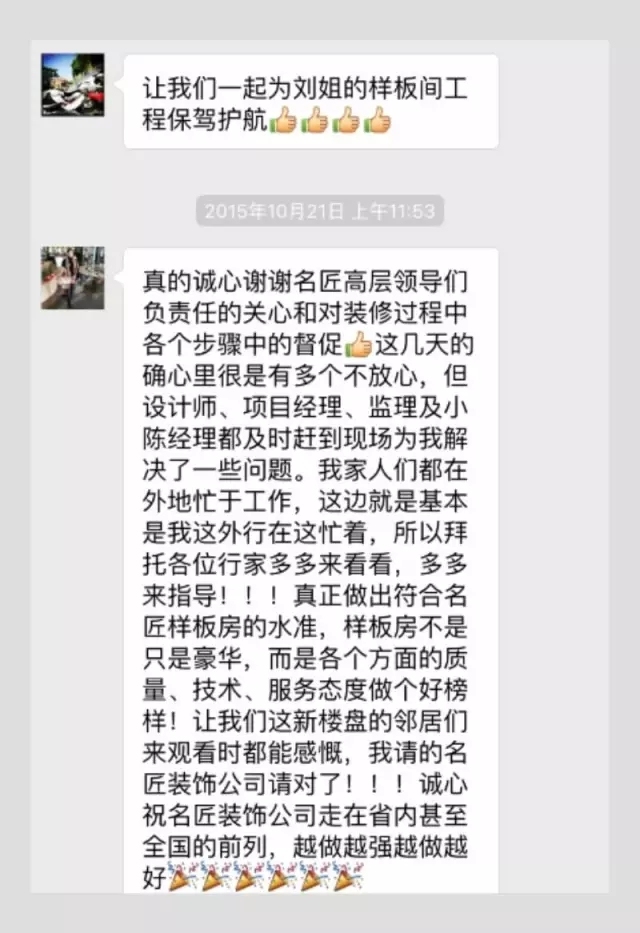 让我们一起为刘姐的样板间工
程保驾护航👍👍👍👍
2015年10月21日 上午11:53
真的诚心谢谢名匠高层领导们
负责任的关心和对装修过程中
各个步骤中的督促👍这几天的
确心里很是有多个不放心，但
设计师、项目经理、监理及小
陈经理都及时赶到现场为我解
决了一些问题。我家人们都在
外地忙于工作，这边就是基本
是我这外行在这忙着，所以拜
托各位行家多多来看看，多多
来指导！！！真正做出符合名
匠样板房的水准，样板房不是
只是豪华，而是各个方面的质
量、技术、服务态度做个好榜
样！让我们这新楼盘的邻居们
来观看时都能感慨，我请的名
匠装饰公司请对了！！！诚心
祝名匠装饰公司走在省内甚至
全国的前列，越做越强越做越
好🎉🎉🎉🎉🎉🎉